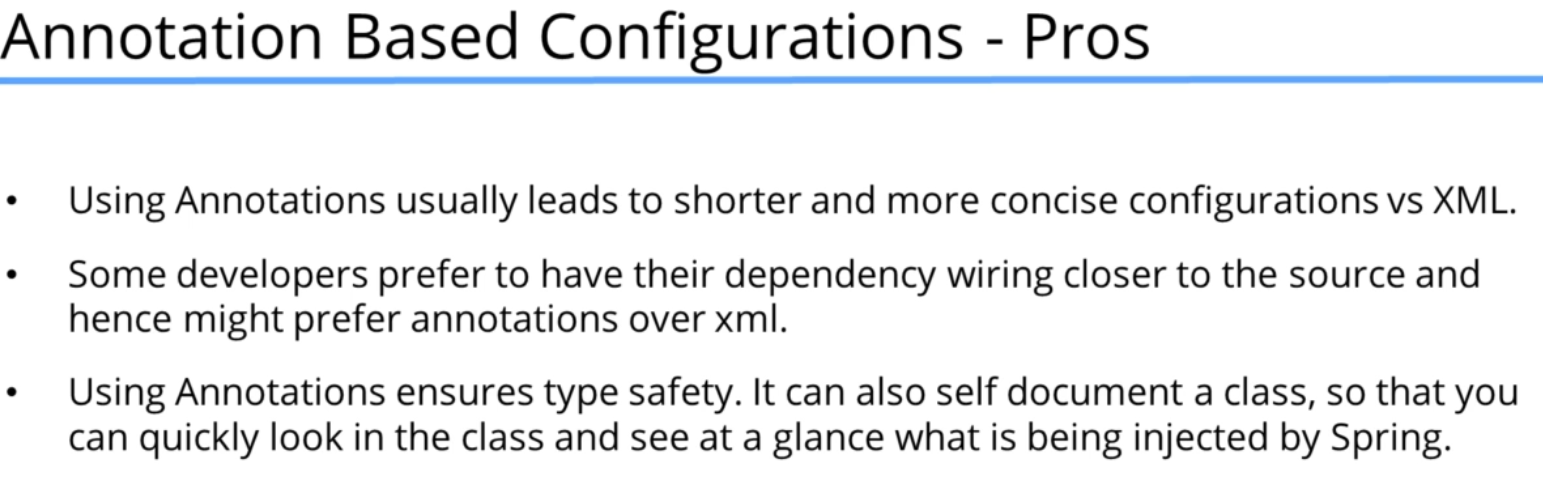 Annotation Based Configurations - Pros
• Using Annotations usually leads to shorter and more concise configurations vs XML.
• Some developers prefer to have their dependency wiring closer to the source and
hence might prefer annotations over xml.
• Using Annotations ensures type safety. It can also self document a class, so that you
can quickly look in the class and see at a glance what is being injected by Spring.